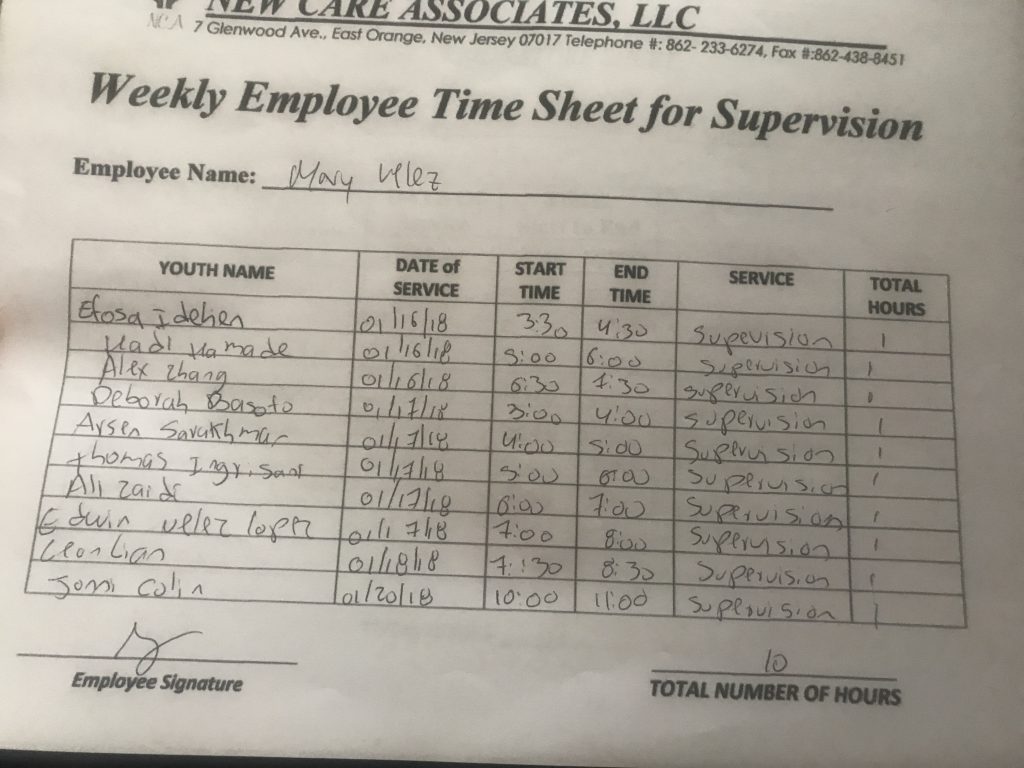 NEW CARE ASSOCIATES, LLC
NCA 7 Glenwood Ave., East Orange, New Jersey 07017 Telephone #: 862- 233-6274, Fax #:862-438-8451
Weekly Employee Time Sheet for Supervision
Employee Name: Mary Velez
YOUTH NAME DATE of SERVICE START TIME END TIME SERVICE TOTAL HOURS
Efosa Idehen 01/16/18 3:30 4:30 Supevision 1
Hadi Hamade 01/16/18 5:00 6:00 Supervision 1
Alex Zhang 01/16/18 6:30 7:30 supervision 1
Deborah Basoto 01/17/18 3:00 4:00 supervision 1
01/17/18 4:00 5:00 Supervision 1
Thomas 01/17/18 5:00 6:00 Supervision 1
Ali Zaidi 01/17/18 6:00 7:00 Supervision 1
Edwin Velez lopez 01/17/18 7:00 8:00 Supervision 1
Leon Lian 01/18/18 7:30 8:30 Supervision 1
Colin 01/20/18 10:00 11:00 Supervision 1
Employee Signature
10
TOTAL NUMBER OF HOURS